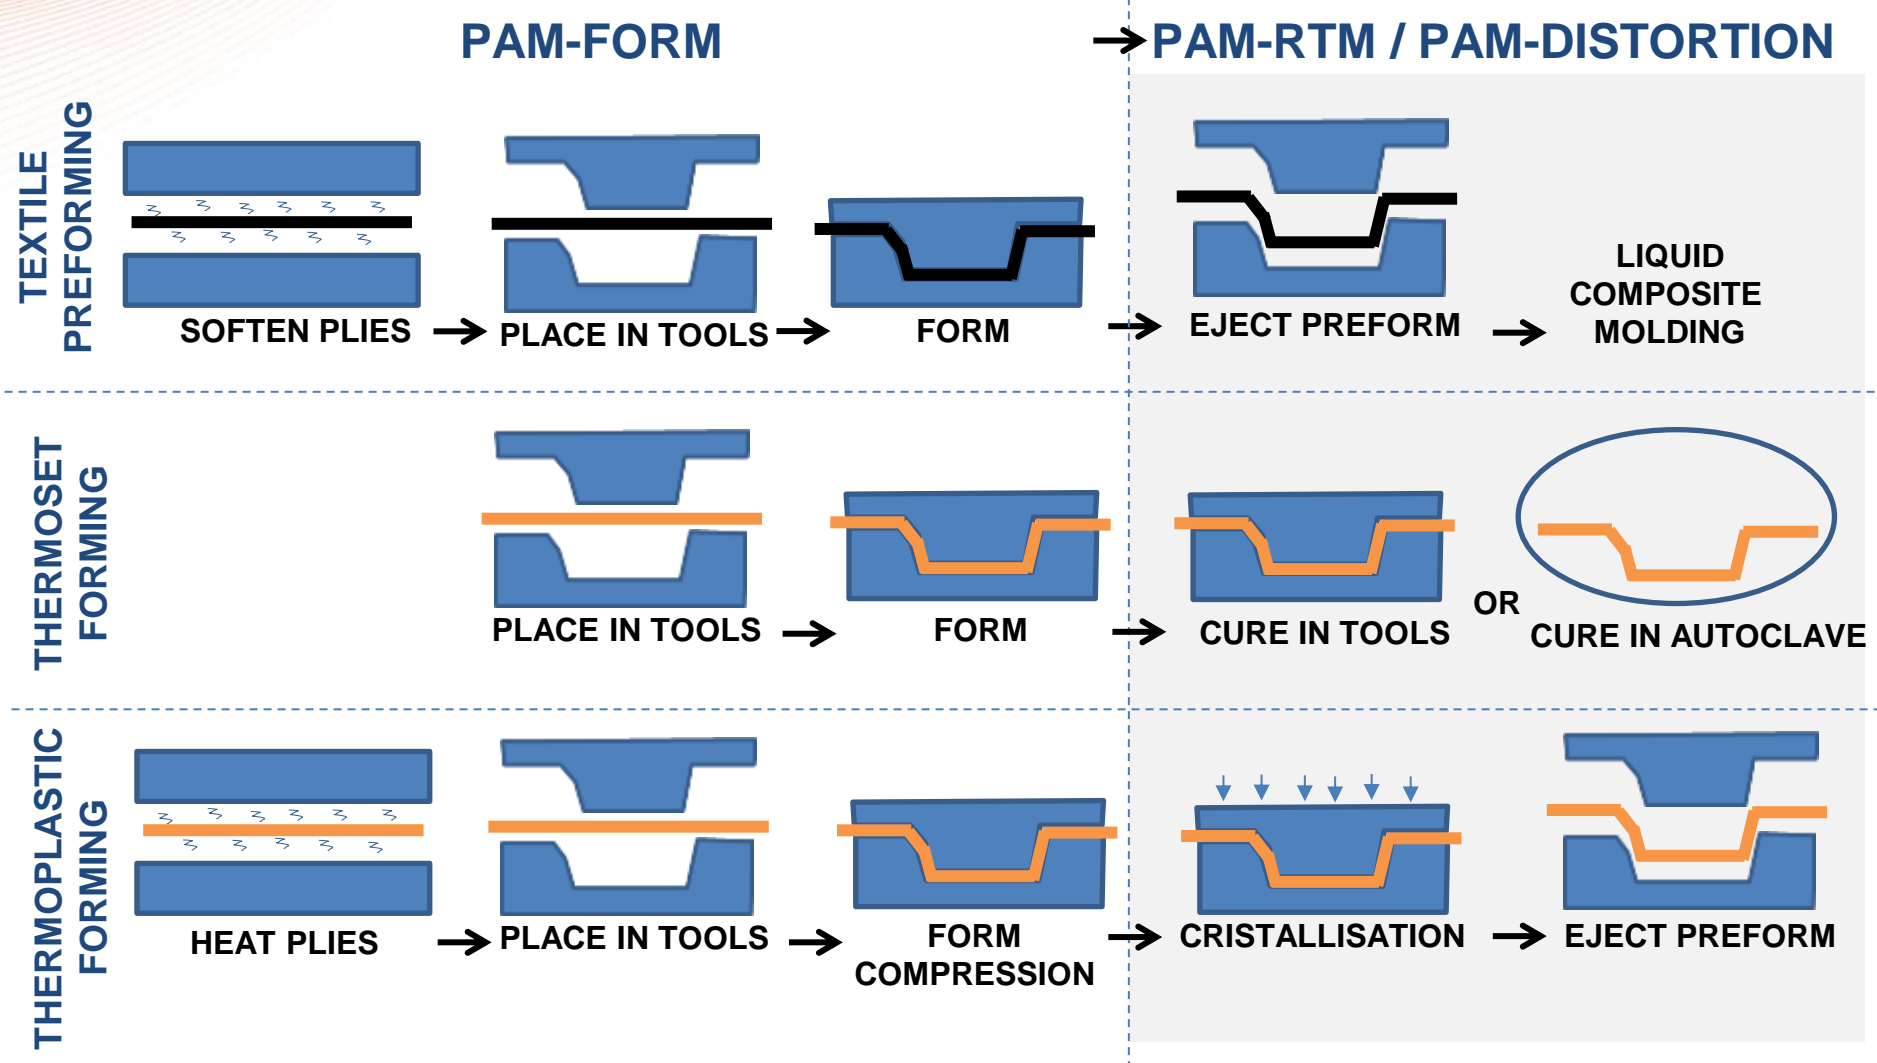 PAM-FORM
PAM-RTM / PAM-DISTORTION
TEXTILE
PREFORMING
SOFTEN PLIES
PLACE IN TOOLS
FORM
EJECT PREFORM
LIQUID
COMPOSITE
MOLDING
THERMOSET
FORMING
PLACE IN TOOLS
FORM
CURE IN TOOLS
OR
CURE IN AUTOCLAVE
THERMOPLASTIC
FORMING
HEAT PLIES
PLACE IN TOOLS
FORM
COMPRESSION
CRISTALLISATION
EJECT PREFORM